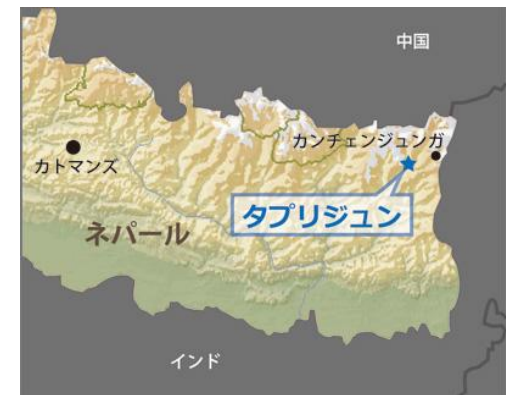 中国
カンチェンジュンガ
カトマンズ
タプリジュン
ネパール
インド